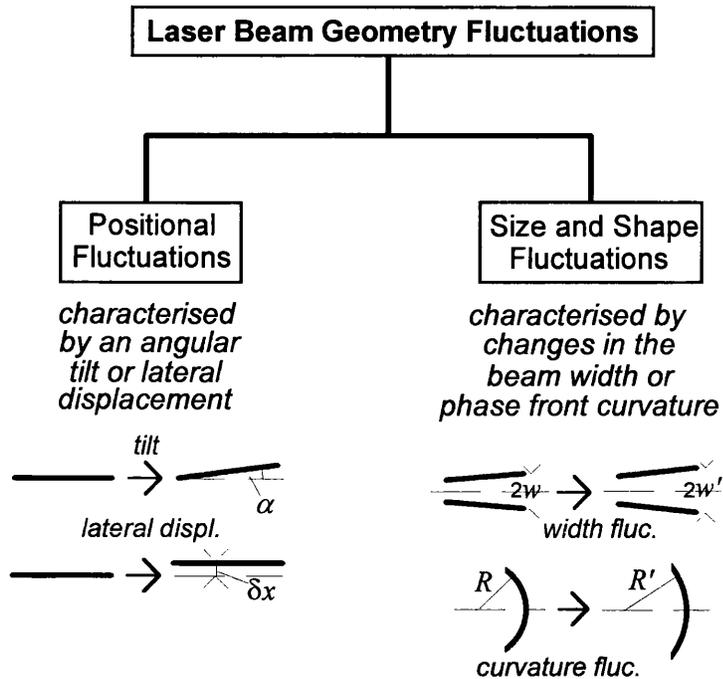 Laser Beam Geometry Fluctuations
Positional
Fluctuations
characterised
by an angular
tilt or lateral
displacement
tilt
α
lateral displ.
δx
Size and Shape
Fluctuations
characterised by
changes in the
beam width or
phase front curvature
2w
2w'
width fluc.
R
R'
curvature fluc.